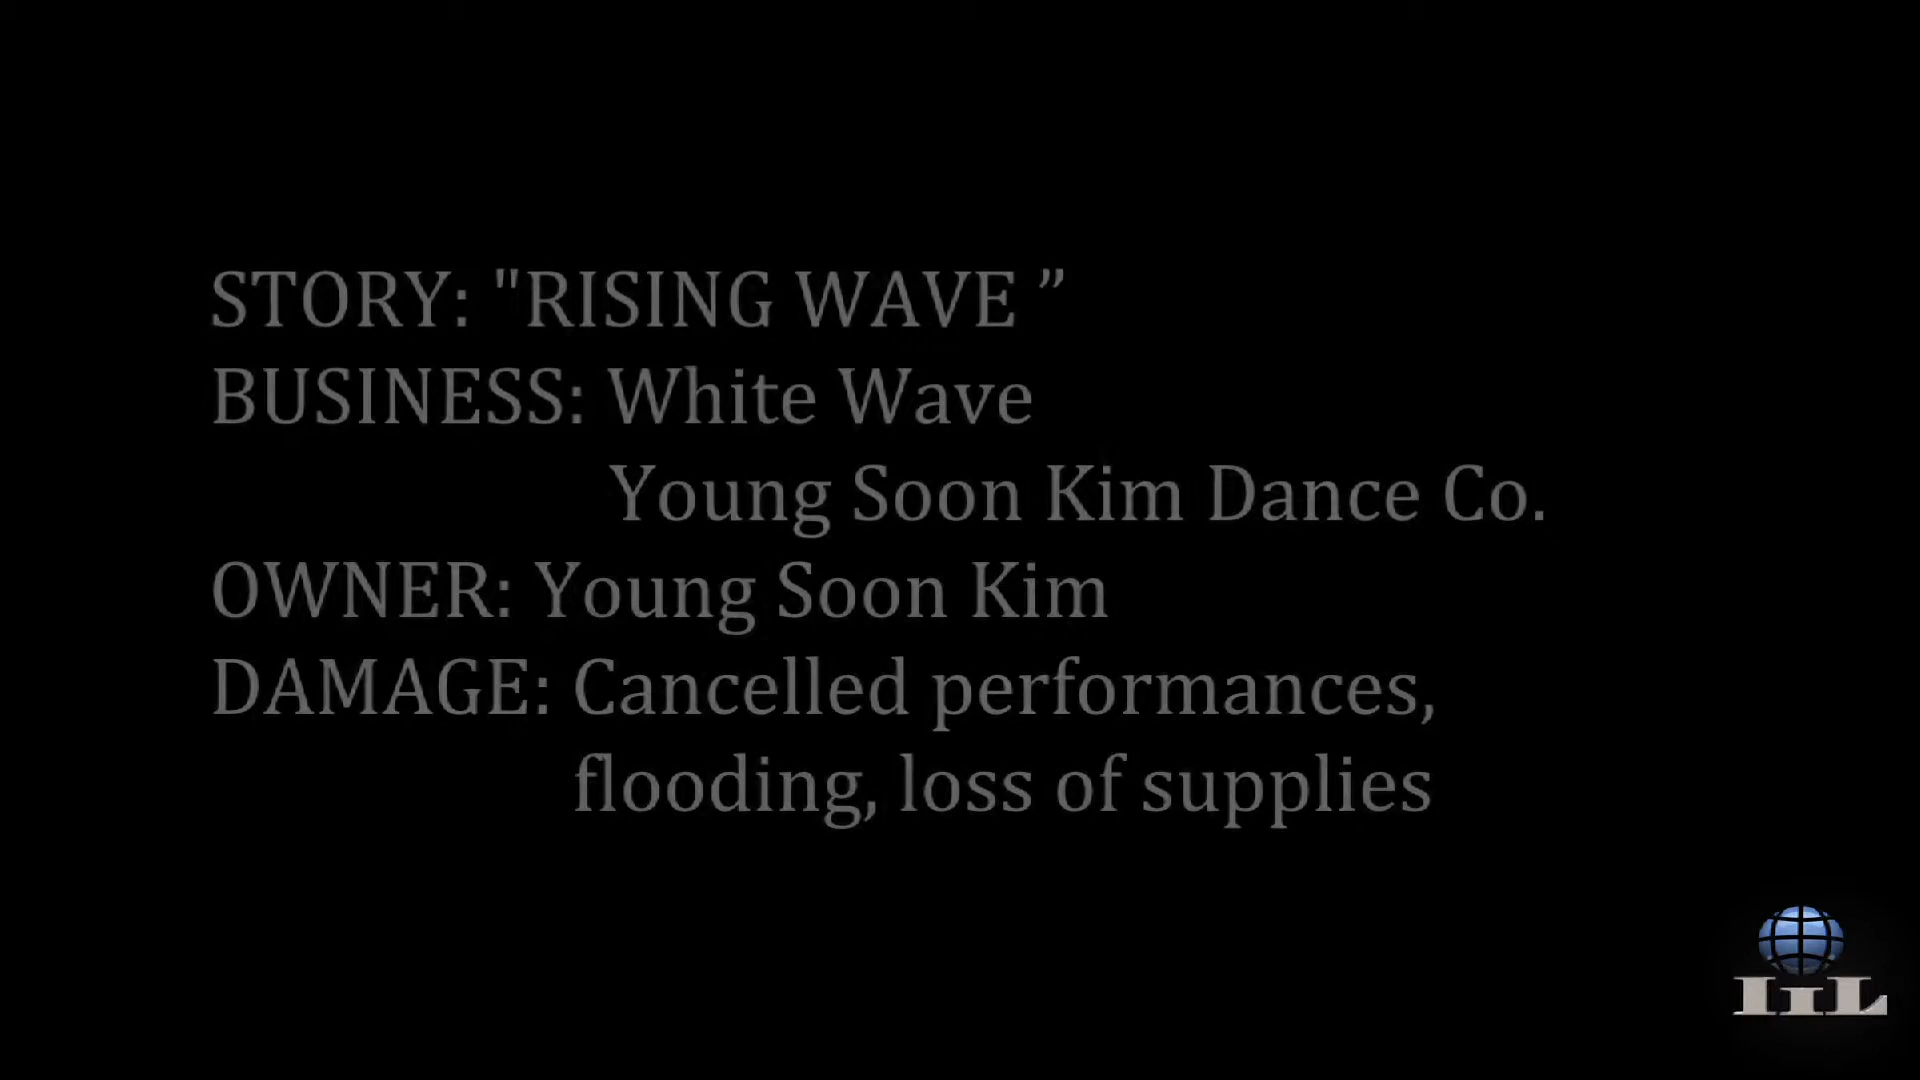 STORY: "RISING WAVE ”
BUSINESS: White Wave
Young Soon Kim Dance Co.
OWNER: Young Soon Kim
DAMAGE: Cancelled performances,
flooding, loss of supplies
IIL